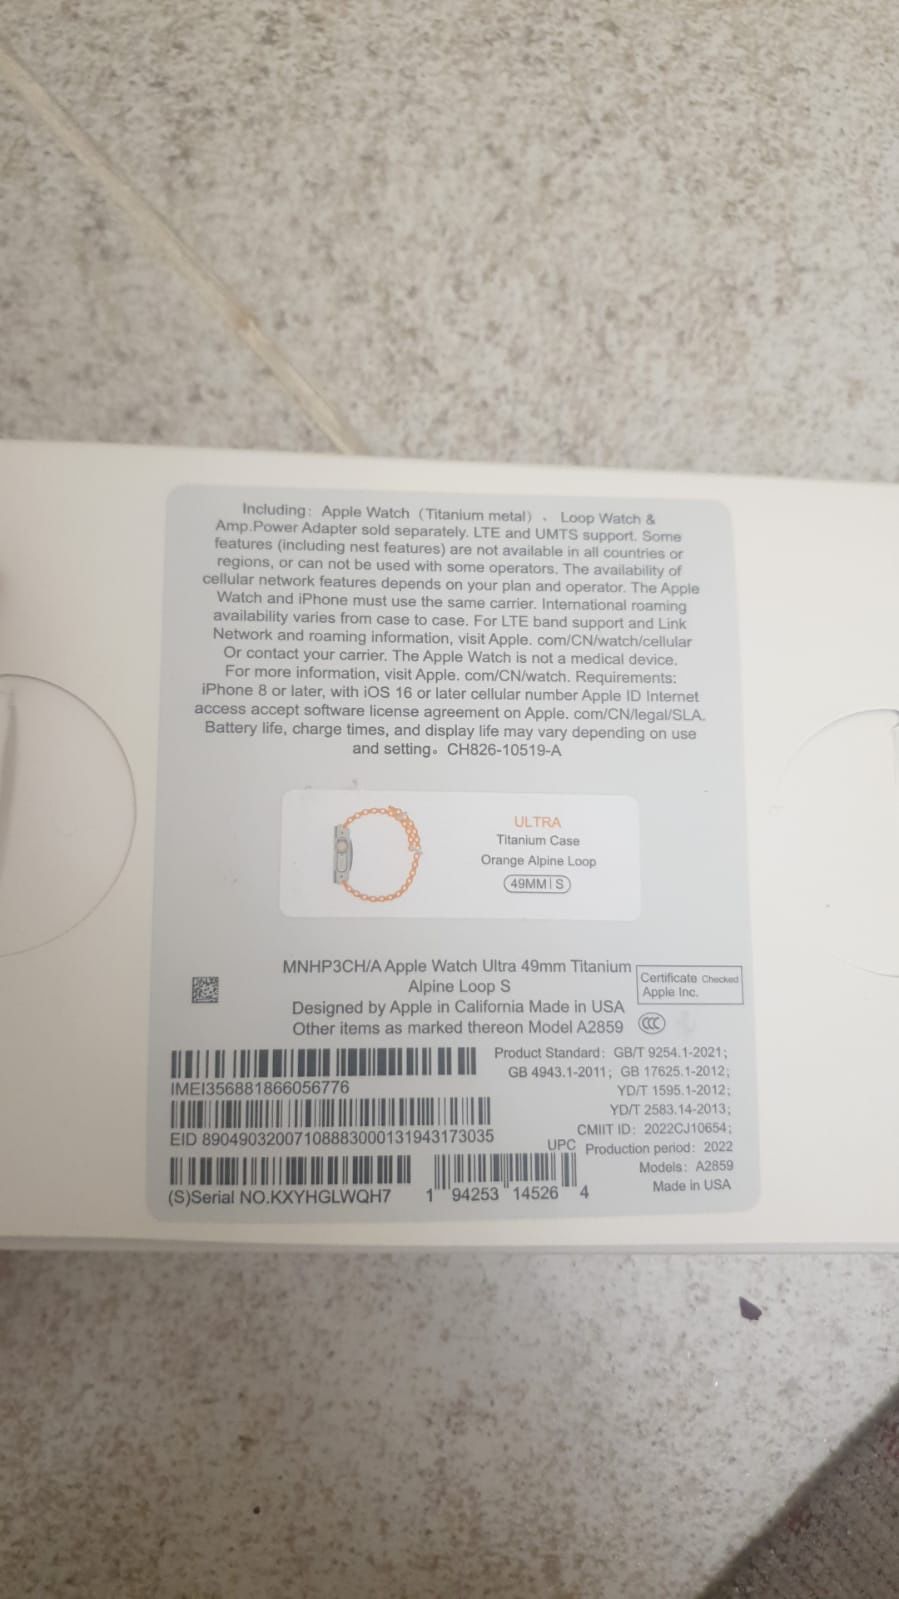 Including: Apple Watch (Titanium metal) 、 Loop Watch &
Amp.Power Adapter sold separately. LTE and UMTS support. Some
features (including nest features) are not available in all countries or
regions, or can not be used with some operators. The availability of
cellular network features depends on your plan and operator. The Apple
Watch and iPhone must use the same carrier. International roaming
availability varies from case to case. For LTE band support and Link
Network and roaming information, visit Apple. com/CN/watch/cellular
Or contact your carrier. The Apple Watch is not a medical device.
For more information, visit Apple. com/CN/watch. Requirements:
iPhone 8 or later, with iOS 16 or later cellular number Apple ID Internet
access accept software license agreement on Apple. com/CN/legal/SLA.
Battery life, charge times, and display life may vary depending on use
and setting。 CH826-10519-A
ULTRA
Titanium Case
Orange Alpine Loop
49MM | S
MNHP3CH/A Apple Watch Ultra 49mm Titanium
Alpine Loop S
Designed by Apple in California Made in USA
Other items as marked thereon Model A2859
Certificate Checked
Apple Inc.
CCC
Product Standard: GB/T 9254.1-2021;
GB 4943.1-2011; GB 17625.1-2012;
YD/T 1595.1-2012;
YD/T 2583.14-2013;
CMIIT ID: 2022CJ10654;
Production period: 2022
Models: A2859
Made in USA
IMEI356881866056776
EID 89049032007108883000131943173035
UPC
(S)Serial NO.KXYHGLWQH7
1 94253 14526 4